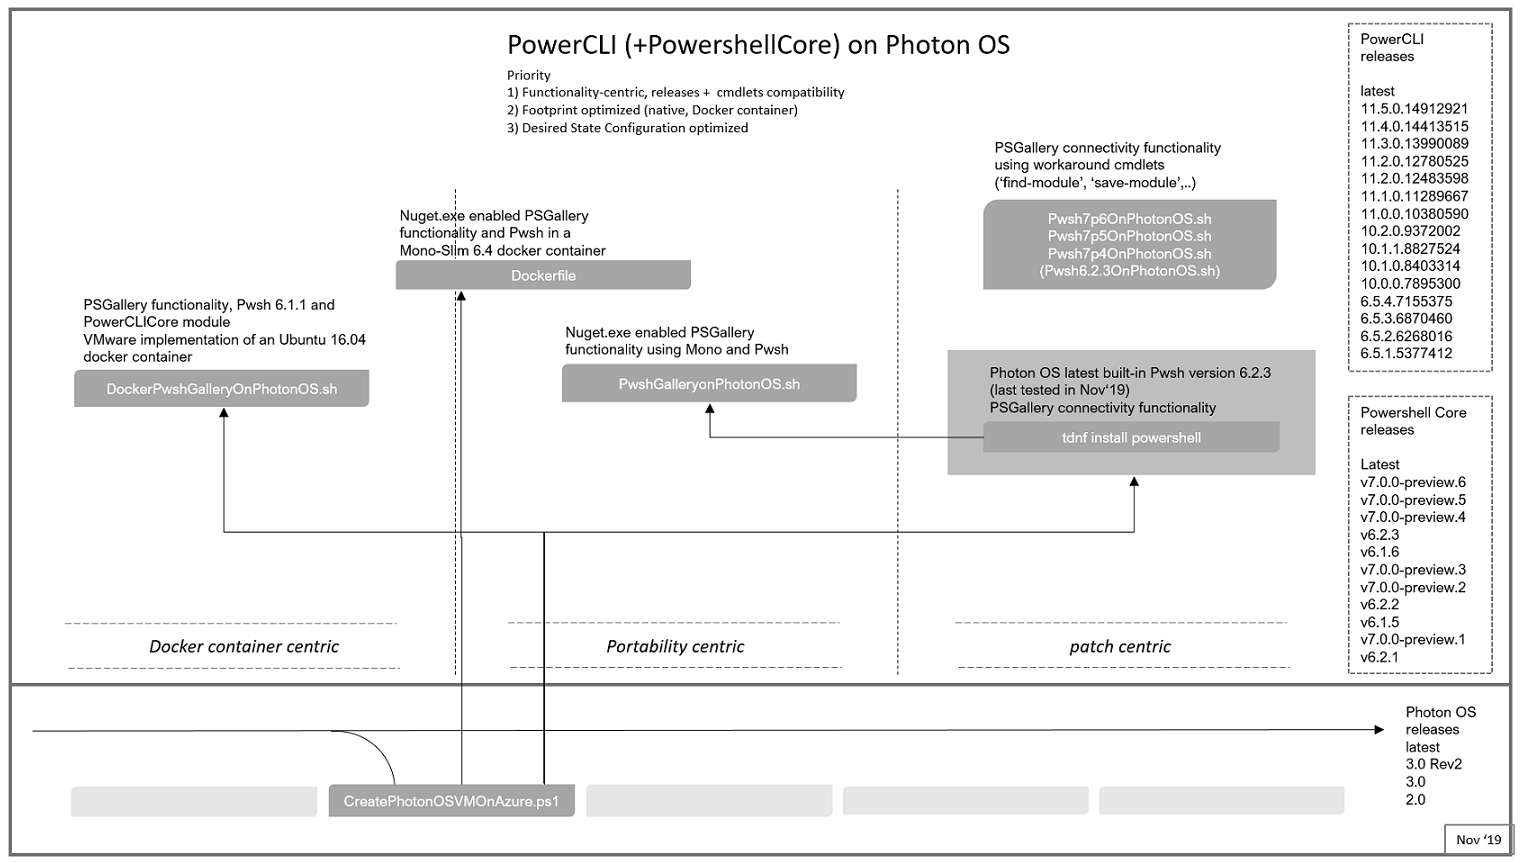 PowerCLI (+PowershellCore) on Photon OS
Priority
1) Functionality-centric, releases + cmdlets compatibility
2) Footprint optimized (native, Docker container)
3) Desired State Configuration optimized
PSGallery functionality, Pwsh 6.1.1 and
PowerCLICore module
VMware implementation of an Ubuntu 16.04
docker container
DockerPwshGalleryOnPhotonOS.sh
Nuget.exe enabled PSGallery
functionality and Pwsh in a
Mono-Slim 6.4 docker container
Dockerfile
Nuget.exe enabled PSGallery
functionality using Mono and Pwsh
PwshGalleryonPhotonOS.sh
PSGallery connectivity functionality
using workaround cmdlets
(‘find-module’, ‘save-module’,..)
Pwsh7p6OnPhotonOS.sh
Pwsh7p5OnPhotonOS.sh
Pwsh7p4OnPhotonOS.sh
(Pwsh6.2.3OnPhotonOS.sh)
Photon OS latest built-in Pwsh version 6.2.3
(last tested in Nov‘19)
PSGallery connectivity functionality
tdnf install powershell
Docker container centric
Portability centric
patch centric
PowerCLI
releases
latest
11.5.0.14912921
11.4.0.14413515
11.3.0.13990089
11.2.0.12780525
11.2.0.12483598
11.1.0.11289667
11.0.0.10380590
10.2.0.9372002
10.1.1.8827524
10.1.0.8403314
10.0.0.7895300
6.5.4.7155375
6.5.3.6870460
6.5.2.6268016
6.5.1.5377412
Powershell Core
releases
Latest
v7.0.0-preview.6
v7.0.0-preview.5
v7.0.0-preview.4
v6.2.3
v6.1.6
v7.0.0-preview.3
v7.0.0-preview.2
v6.2.2
v6.1.5
v7.0.0-preview.1
v6.2.1
CreatePhotonOSVMOnAzure.ps1
Photon OS
releases
latest
3.0 Rev2
3.0
2.0
Nov ‘19